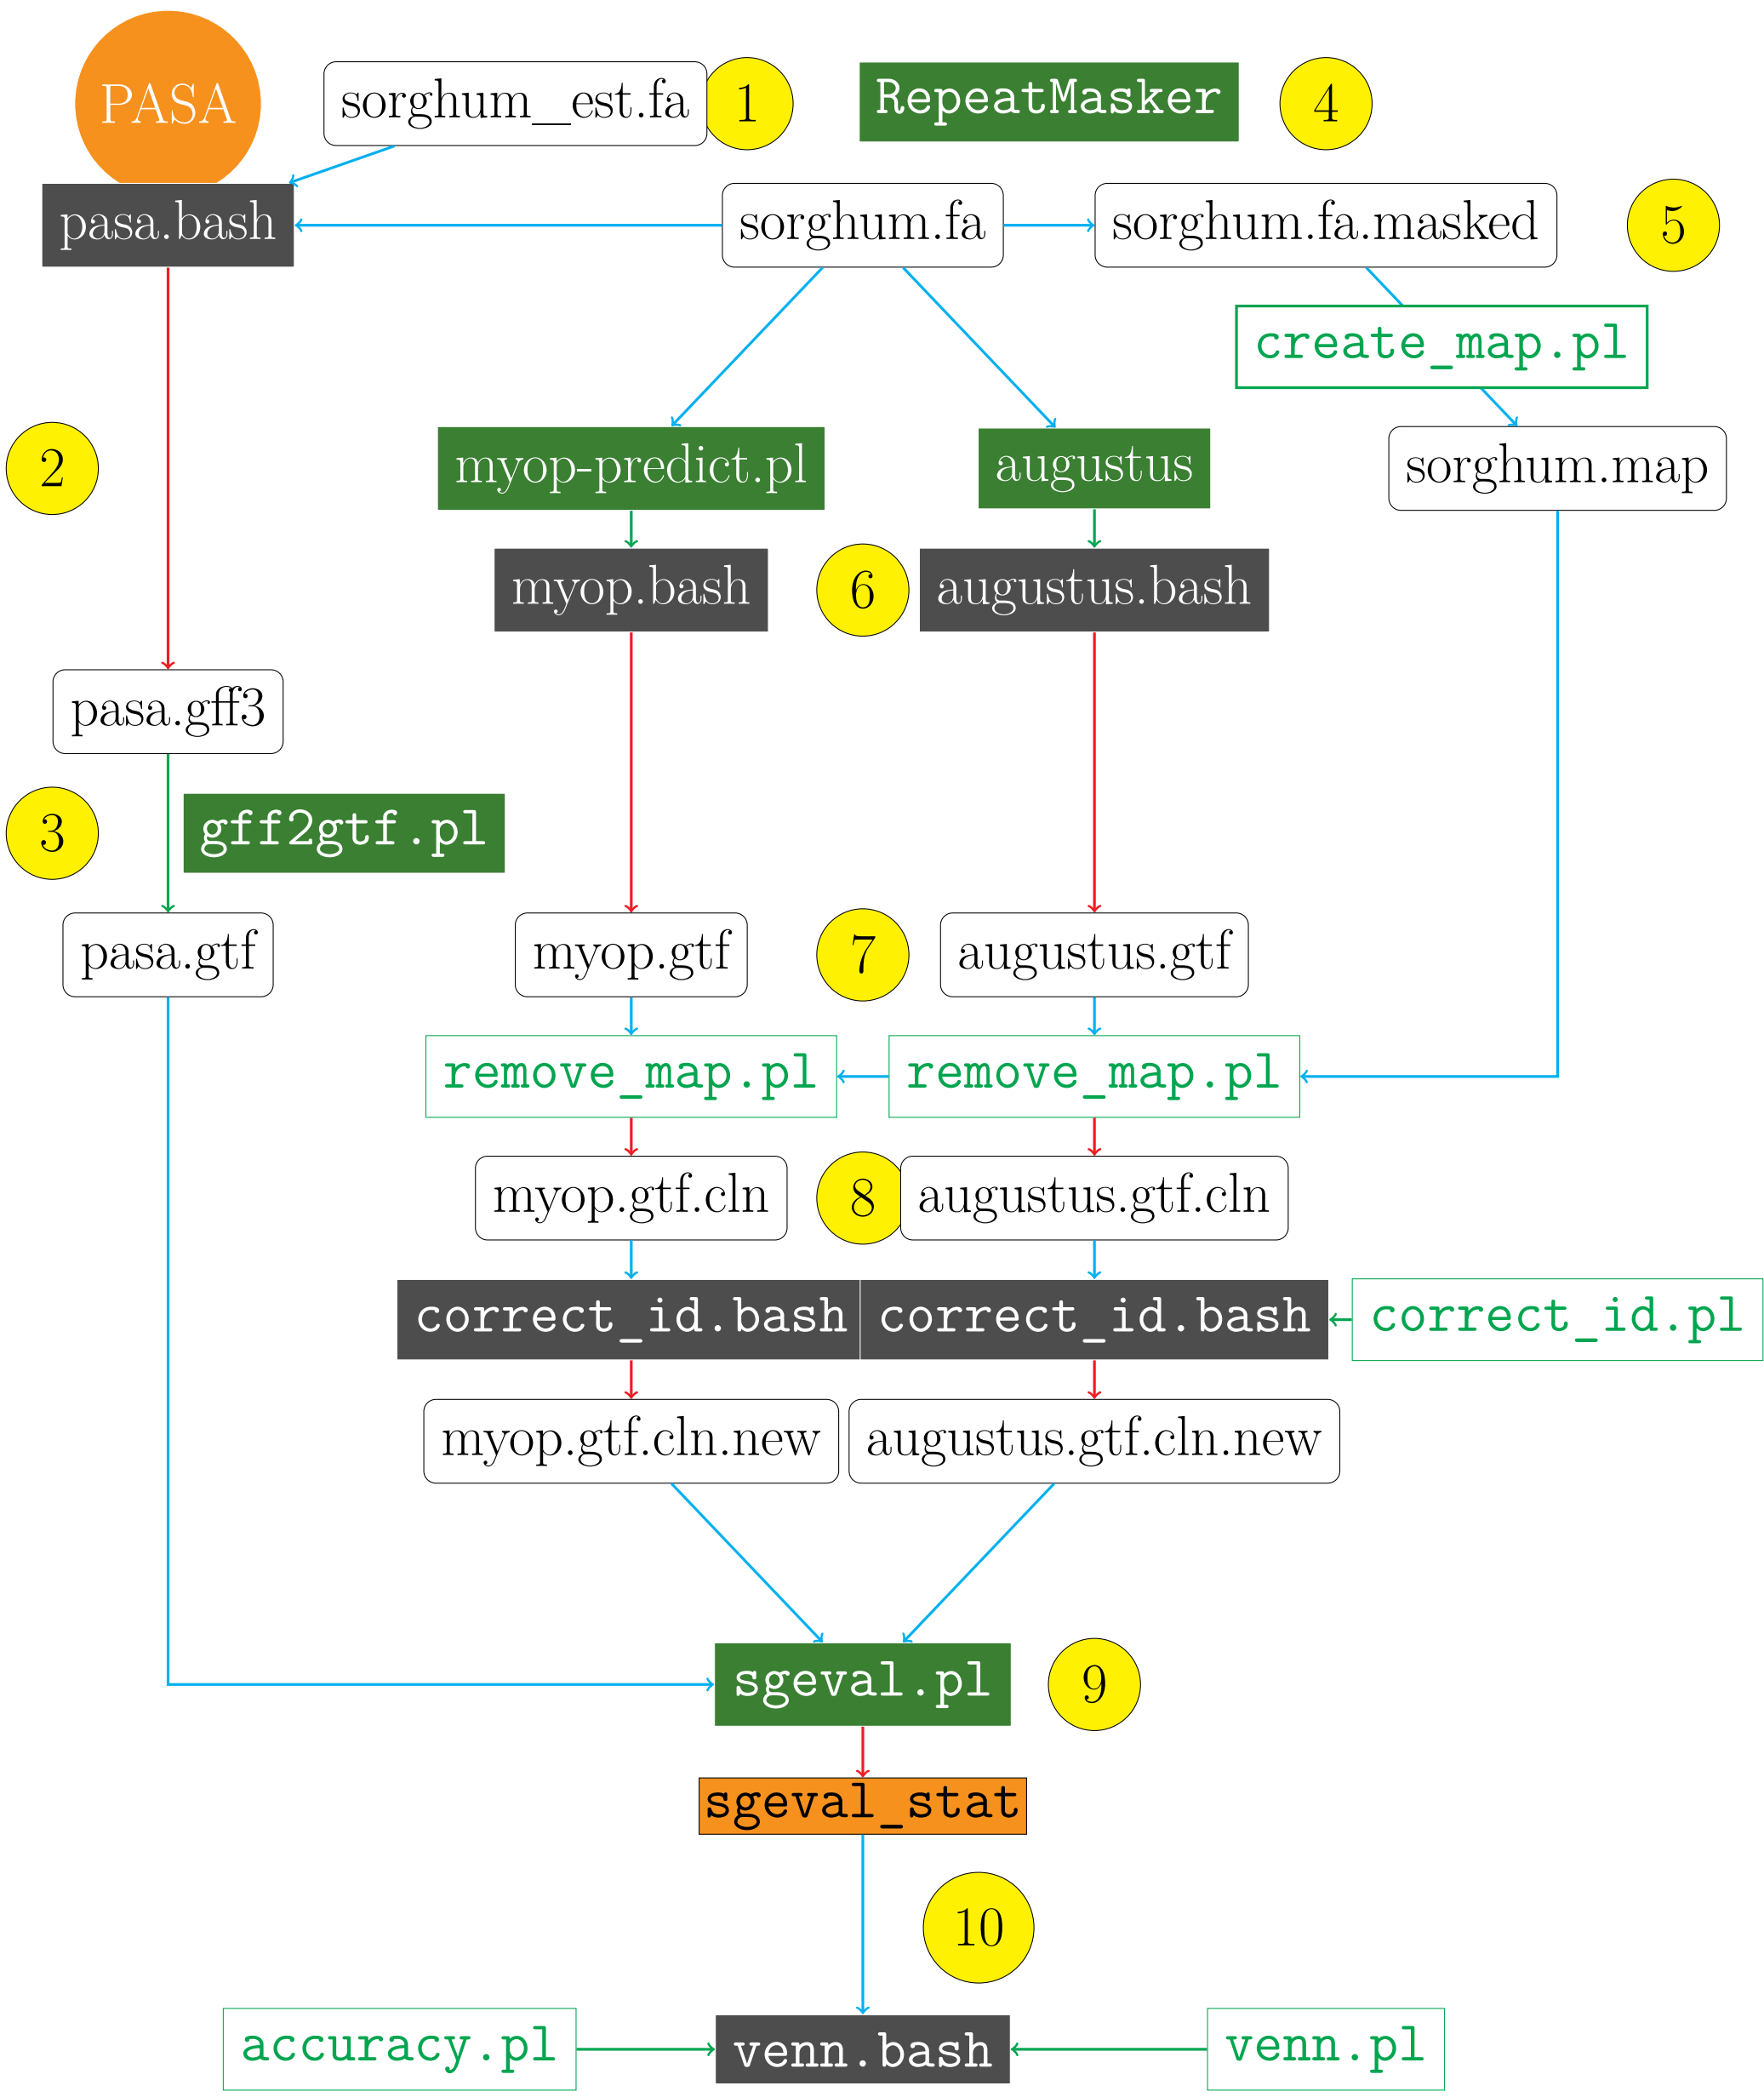 PASA
sorghum_est.fa
1
RepeatMasker
4
pasa.bash
sorghum.fa
sorghum.fa.masked
5
create_map.pl
2
myop-predict.pl
augustus
sorghum.map
myop.bash
6
augustus.bash
pasa.gff3
3
gff2gtf.pl
pasa.gtf
myop.gtf
7
augustus.gtf
remove_map.pl
remove_map.pl
myop.gtf.cln
8
augustus.gtf.cln
correct_id.bash
correct_id.bash
correct_id.pl
myop.gtf.cln.new
augustus.gtf.cln.new
sgeval.pl
9
sgeval_stat
10
accuracy.pl
venn.bash
venn.pl